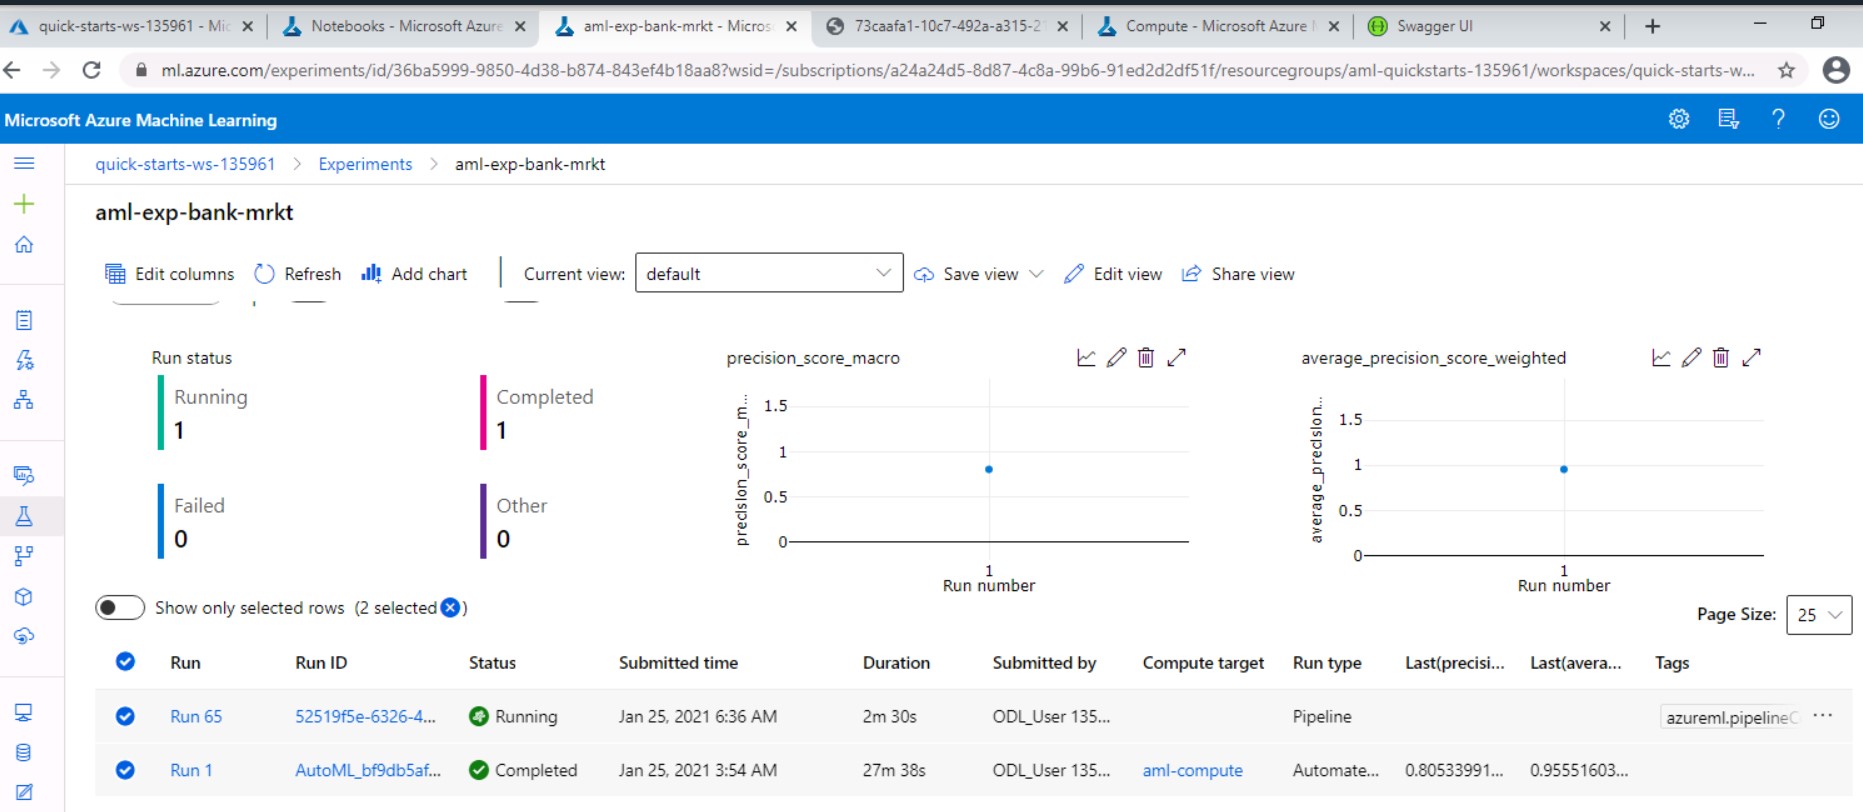 quick-starts-ws-135961 - Mic
Notebooks - Microsoft Azure
aml-exp-bank-mrkt - Micros
73caafa1-10c7-492a-a315-2
Compute - Microsoft Azure
Swagger UI
ml.azure.com/experiments/id/36ba5999-9850-4d38-b874-843ef4b18aa8?wsid=/subscriptions/a24a24d5-8d87-4c8a-99b6-91ed2d2df51f/resourcegroups/aml-quickstarts-135961/workspaces/quick-starts-w...
Microsoft Azure Machine Learning
quick-starts-ws-135961 > Experiments > aml-exp-bank-mrkt
aml-exp-bank-mrkt
Edit columns Refresh Add chart Current view: default Save view Edit view Share view
Run status
Running
1
Completed
1
Failed
0
Other
0
precision_score_macro
precision_score_m...
1.5
1
0.5
0
1
Run number
average_precision_score_weighted
average_precision...
1.5
1
0.5
0
1
Run number
Show only selected rows (2 selected )
Page Size: 25
Run Run ID Status Submitted time Duration Submitted by Compute target Run type Last(precisi... Last(avera... Tags
Run 65 52519f5e-6326-4... Running Jan 25, 2021 6:36 AM 2m 30s ODL_User 135... Pipeline azureml.pipelineC ...
Run 1 AutoML_bf9db5af... Completed Jan 25, 2021 3:54 AM 27m 38s ODL_User 135... aml-compute Automate... 0.80533991... 0.95551603...